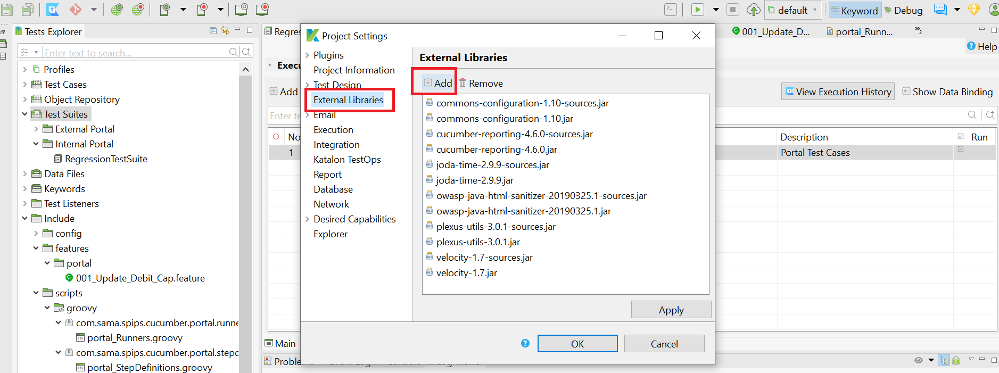 default
Keyword
Debug
Tests Explorer
Enter text to search...
Profiles
Test Cases
Object Repository
Test Suites
External Portal
Internal Portal
RegressionTestSuite
Data Files
Keywords
Test Listeners
Include
config
features
portal
001_Update_Debit_Cap.feature
scripts
groovy
com.sama.spips.cucumber.portal.runne
portal_Runners.groovy
com.sama.spips.cucumber.portal.stepd
portal_StepDefinitions.groovy
Regres
001_Update_D...
portal_Runn...
2
Help
Execu
Add
View Execution History
Show Data Binding
Enter te
No
Description
Run
1
Portal Test Cases
Main
Project Settings
Plugins
Project Information
Test Design
External Libraries
Email
Execution
Integration
Katalon TestOps
Report
Database
Network
Desired Capabilities
Explorer
External Libraries
Add
Remove
commons-configuration-1.10-sources.jar
commons-configuration-1.10.jar
cucumber-reporting-4.6.0-sources.jar
cucumber-reporting-4.6.0.jar
joda-time-2.9.9-sources.jar
joda-time-2.9.9.jar
owasp-java-html-sanitizer-20190325.1-sources.jar
owasp-java-html-sanitizer-20190325.1.jar
plexus-utils-3.0.1-sources.jar
plexus-utils-3.0.1.jar
velocity-1.7-sources.jar
velocity-1.7.jar
Apply
OK
Cancel
Problems